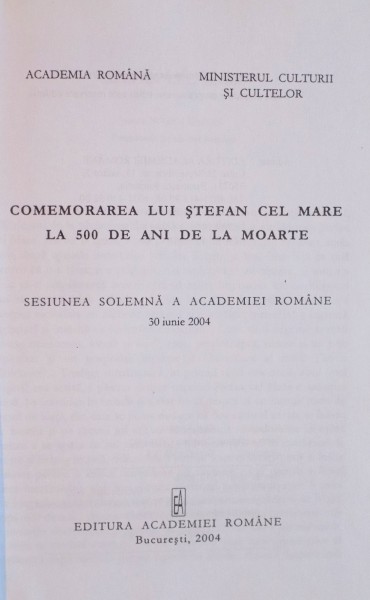 ACADEMIA ROMÂNĂ
MINISTERUL CULTURII
ȘI CULTELOR
COMEMORAREA LUI ȘTEFAN CEL MARE
LA 500 DE ANI DE LA MOARTE
SESIUNEA SOLEMNĂ A ACADEMIEI ROMÂNE
30 iunie 2004
EA
EDITURA ACADEMIEI ROMÂNE
București, 2004